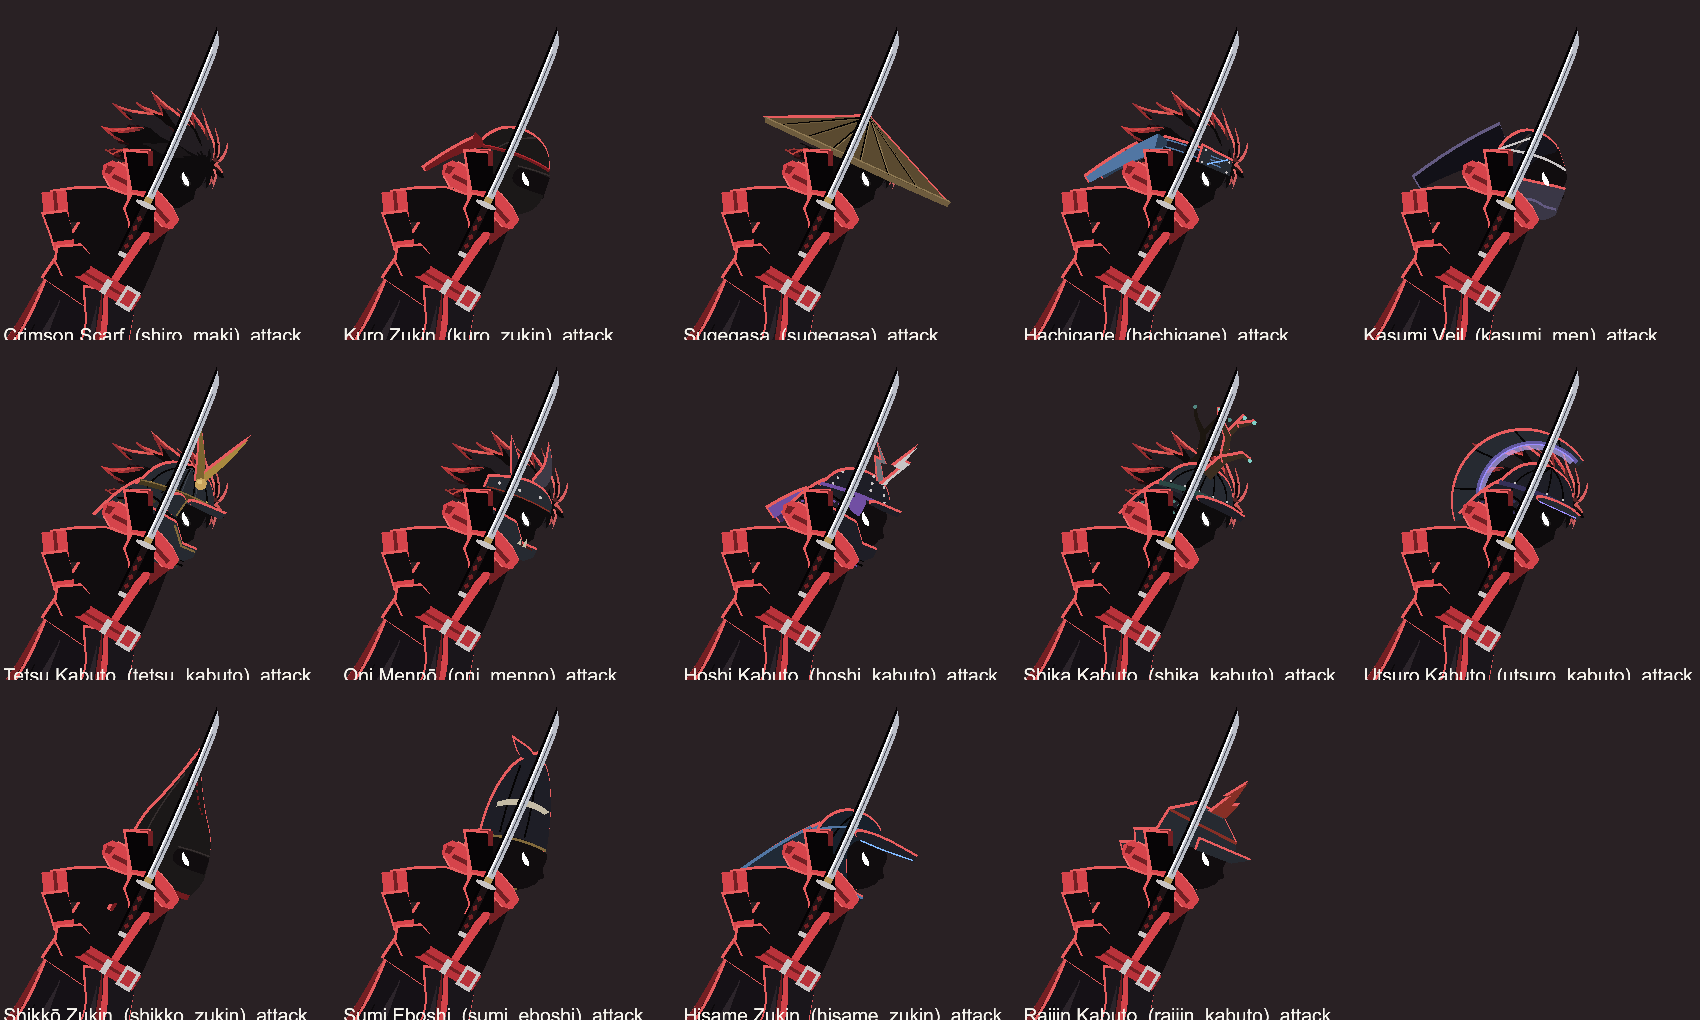 Crimson Scarf (shiro_maki) attack
Kuro Zukin (kuro_zukin) attack
Sugegasa (sugegasa) attack
Hachigane (hachigane) attack
Kasumi Veil (kasumi_men) attack
Tetsu Kabuto (tetsu_kabuto) attack
Oni Menpō (oni_menpo) attack
Hoshi Kabuto (hoshi_kabuto) attack
Shika Kabuto (shika_kabuto) attack
Utsuro Kabuto (utsuro_kabuto) attack
Shikkō Zukin (shikko_zukin) attack
Sumi Eboshi (sumi_eboshi) attack
Hisame Zukin (hisame_zukin) attack
Raijin Kabuto (raijin_kabuto) attack